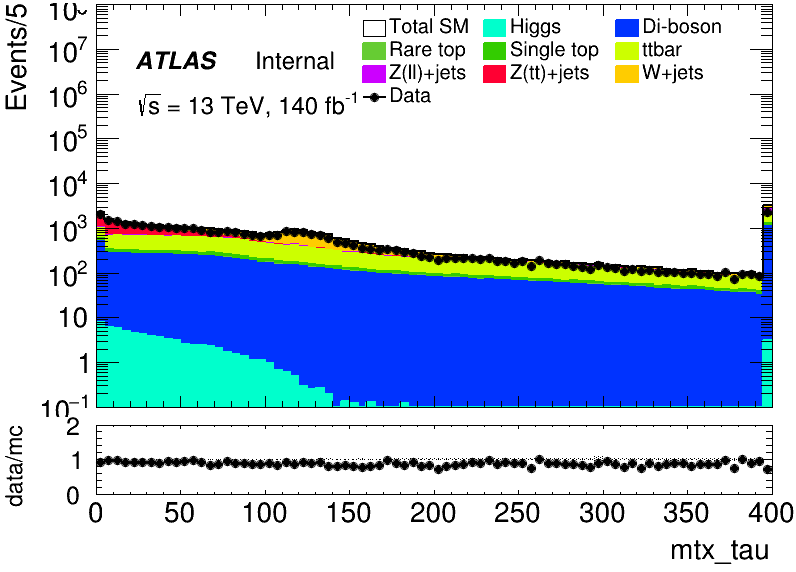 Events/5
10⁸
10⁷
10⁶
10⁵
10⁴
10³
10²
10
1
10⁻¹
ATLAS Internal
√s = 13 TeV, 140 fb⁻¹
Total SM Higgs Di-boson
Rare top Single top ttbar
Z(ll)+jets Z(tt)+jets W+jets
Data
data/mc
2
1
0
0 50 100 150 200 250 300 350 400
mtx_tau